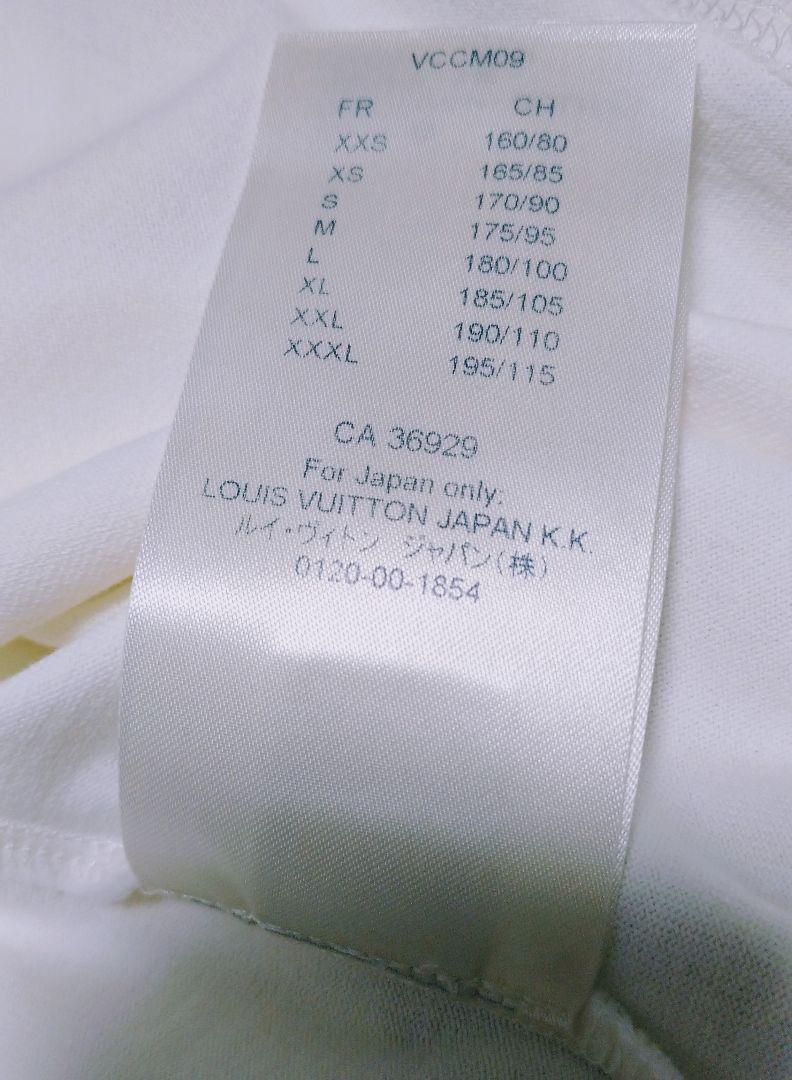 VCCM09
FR CH
XXS 160/80
XS 165/85
S 170/90
M 175/95
L 180/100
XL 185/105
XXL 190/110
XXXL 195/115
CA 36929
For Japan only:
LOUIS VUITTON JAPAN K.K.
ルイ・ヴィトン ジャパン(株)
0120-00-1854